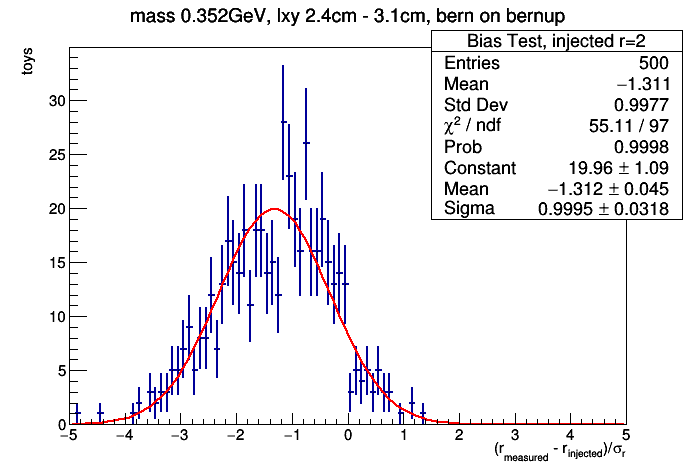 mass 0.352GeV, lxy 2.4cm - 3.1cm, bern on bernup
Bias Test, injected r=2
Entries 500
Mean −1.311
Std Dev 0.9977
χ² / ndf 55.11 / 97
Prob 0.9998
Constant 19.96 ± 1.09
Mean −1.312 ± 0.045
Sigma 0.9995 ± 0.0318
toys
30
25
20
15
10
5
0
−5 −4 −3 −2 −1 0 1 2 3 4 5
(r_measured - r_injected)/σ_r